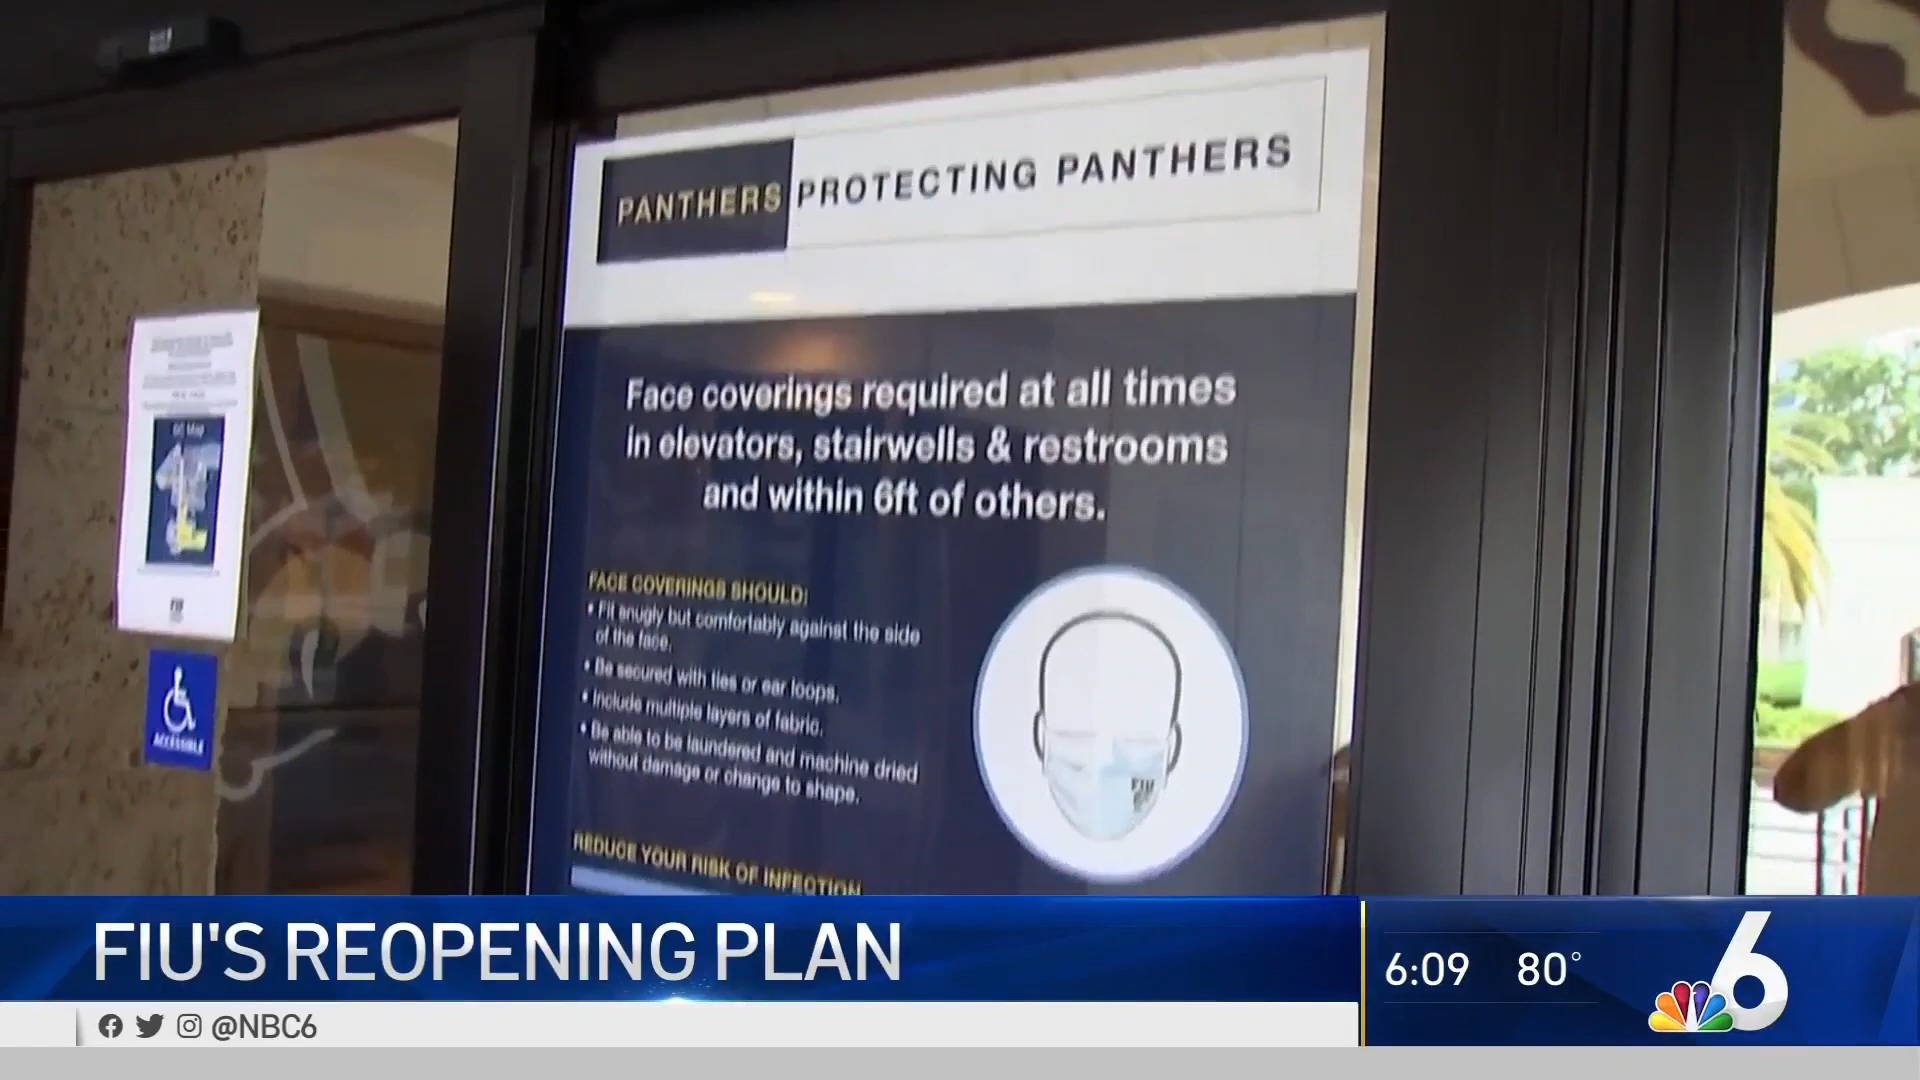 PANTHERS PROTECTING PANTHERS
Face coverings required at all times
in elevators, stairwells & restrooms
and within 6ft of others.
FACE COVERINGS SHOULD:
• Fit snugly but comfortably against the side
of the face.
• Be secured with ties or ear loops.
• Include multiple layers of fabric.
• Be able to be laundered and machine dried
without damage or change to shape.
FIU
REDUCE YOUR RISK OF INFECTION
FIU
ACCESSIBLE
FIU'S REOPENING PLAN
6:09 80°
6
@NBC6